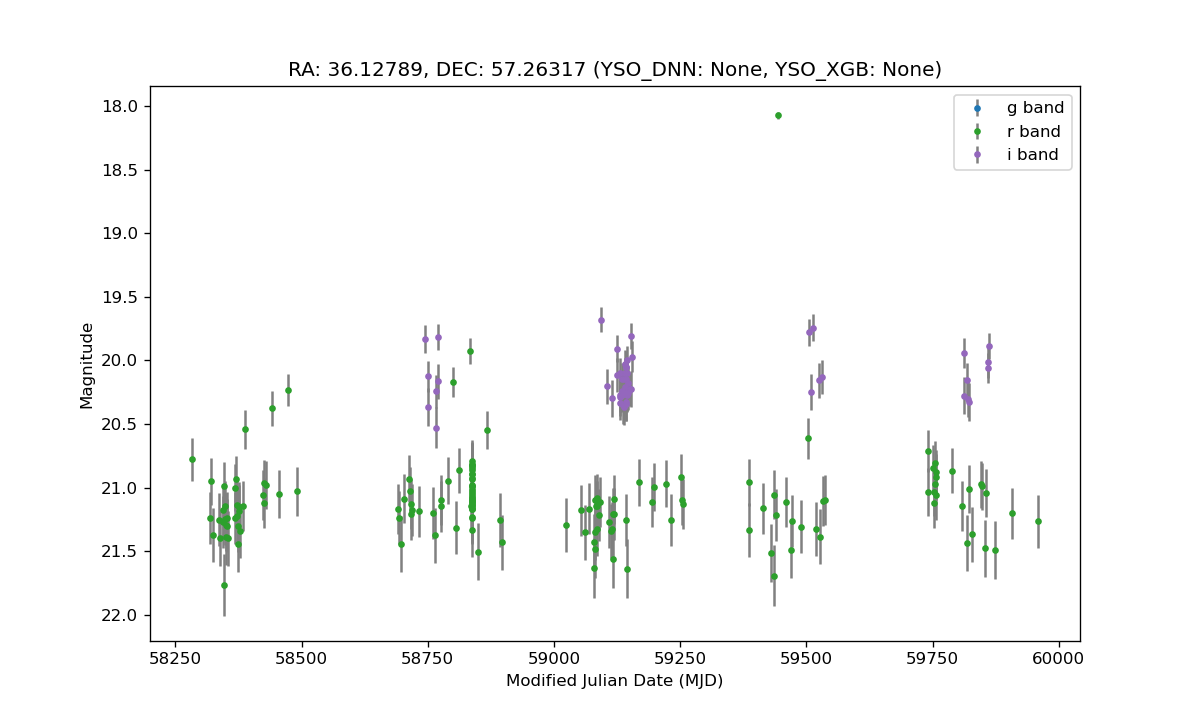 RA: 36.12789, DEC: 57.26317 (YSO_DNN: None, YSO_XGB: None)
g band
r band
i band
18.0
18.5
19.0
19.5
20.0
20.5
21.0
21.5
22.0
Magnitude
58250 58500 58750 59000 59250 59500 59750 60000
Modified Julian Date (MJD)